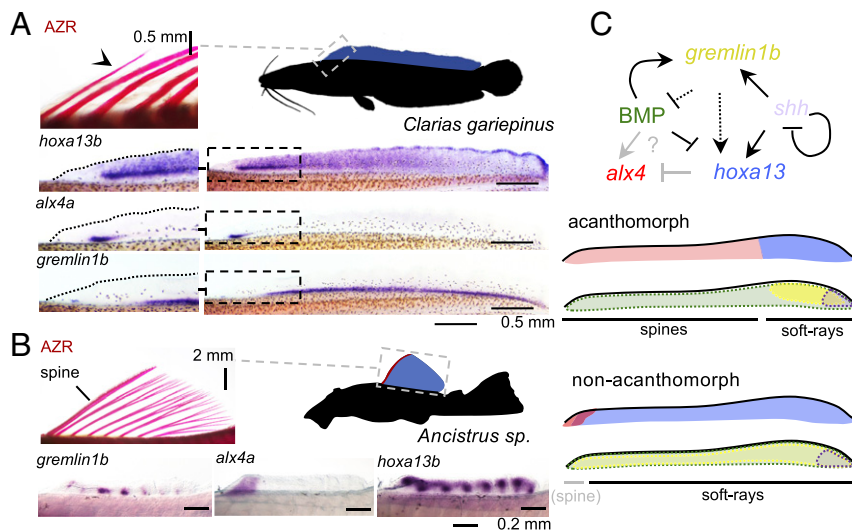 A
AZR
0.5 mm
Clarias gariepinus
hoxa13b
alx4a
gremlin1b
0.5 mm
B
AZR
spine
2 mm
Ancistrus sp.
gremlin1b
alx4a
hoxa13b
0.2 mm
C
gremlin1b
BMP
shh
?
alx4
hoxa13
acanthomorph
spines
soft-rays
non-acanthomorph
(spine)
soft-rays